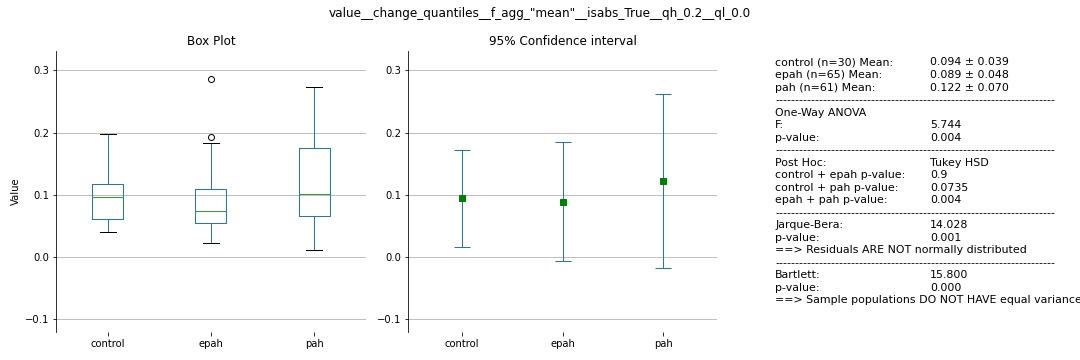 value__change_quantiles__f_agg_"mean"__isabs_True__qh_0.2__ql_0.0
Box Plot
Value
0.3
0.2
0.1
0.0
−0.1
control epah pah
95% Confidence interval
0.3
0.2
0.1
0.0
−0.1
control epah pah
control (n=30) Mean: 0.094 ± 0.039
epah (n=65) Mean: 0.089 ± 0.048
pah (n=61) Mean: 0.122 ± 0.070
One-Way ANOVA
F: 5.744
p-value: 0.004
Post Hoc: Tukey HSD
control + epah p-value: 0.9
control + pah p-value: 0.0735
epah + pah p-value: 0.004
Jarque-Bera: 14.028
p-value: 0.001
==> Residuals ARE NOT normally distributed
Bartlett: 15.800
p-value: 0.000
==> Sample populations DO NOT HAVE equal variance